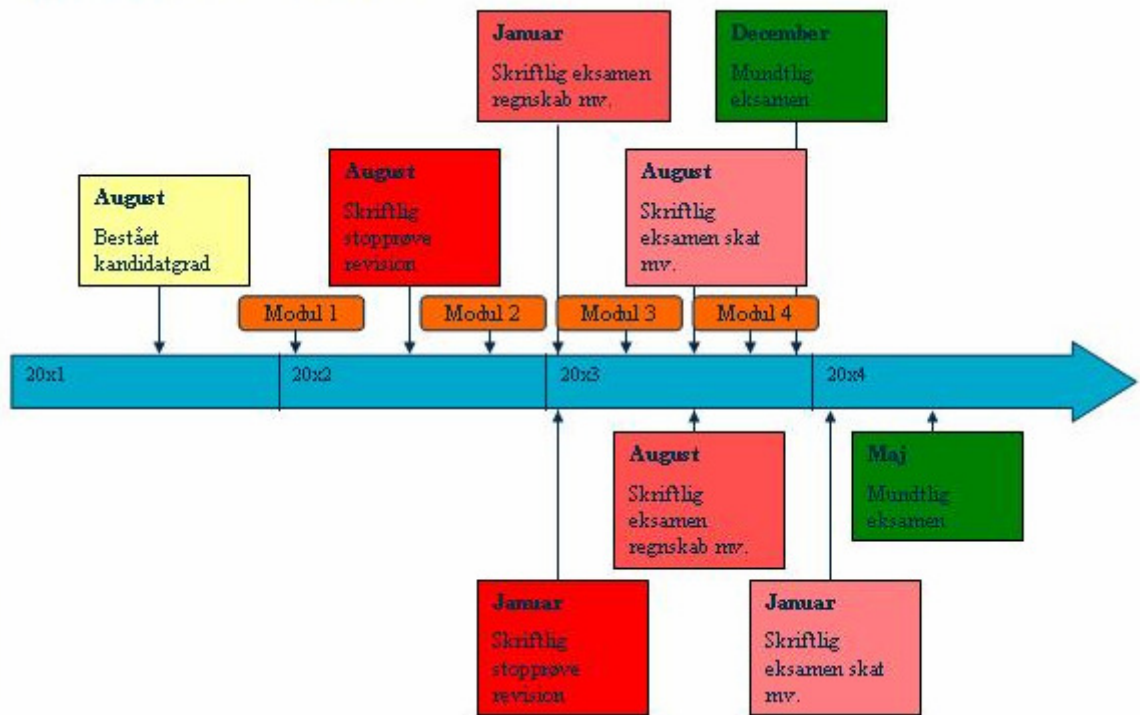 Januar
Skriftlig eksamen
regnskab mv.
December
Mundtlig
eksamen
August
Bestået
kandidatgrad
August
Skriftlig
stopprøve
revision
August
Skriftlig
eksamen skat
mv.
Modul 1
Modul 2
Modul 3
Modul 4
20x1
20x2
20x3
20x4
August
Skriftlig
eksamen
regnskab mv.
Maj
Mundtlig
eksamen
Januar
Skriftlig
stopprøve
revision
Januar
Skriftlig
eksamen skat
mv.